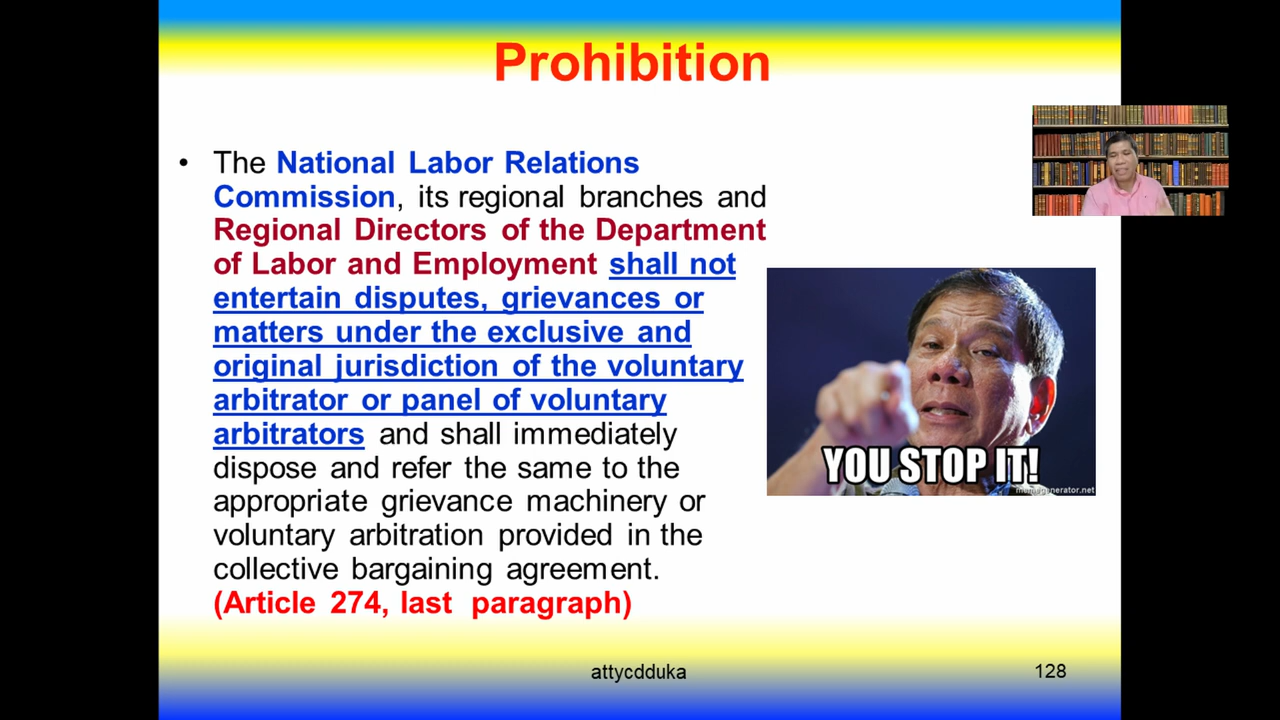 Prohibition
• The National Labor Relations
Commission, its regional branches and
Regional Directors of the Department
of Labor and Employment shall not
entertain disputes, grievances or
matters under the exclusive and
original jurisdiction of the voluntary
arbitrator or panel of voluntary
arbitrators and shall immediately
dispose and refer the same to the
appropriate grievance machinery or
voluntary arbitration provided in the
collective bargaining agreement.
(Article 274, last paragraph)
YOU STOP IT!
memegenerator.net
attycdduka
128